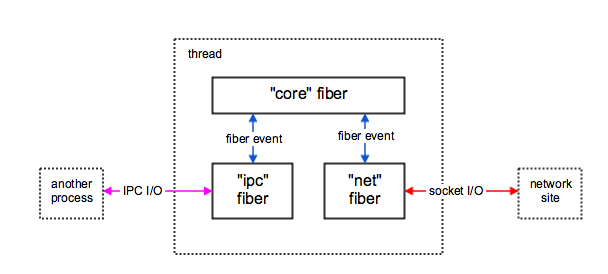 thread
"core" fiber
fiber event
fiber event
another
process
IPC I/O
"ipc"
fiber
"net"
fiber
socket I/O
network
site